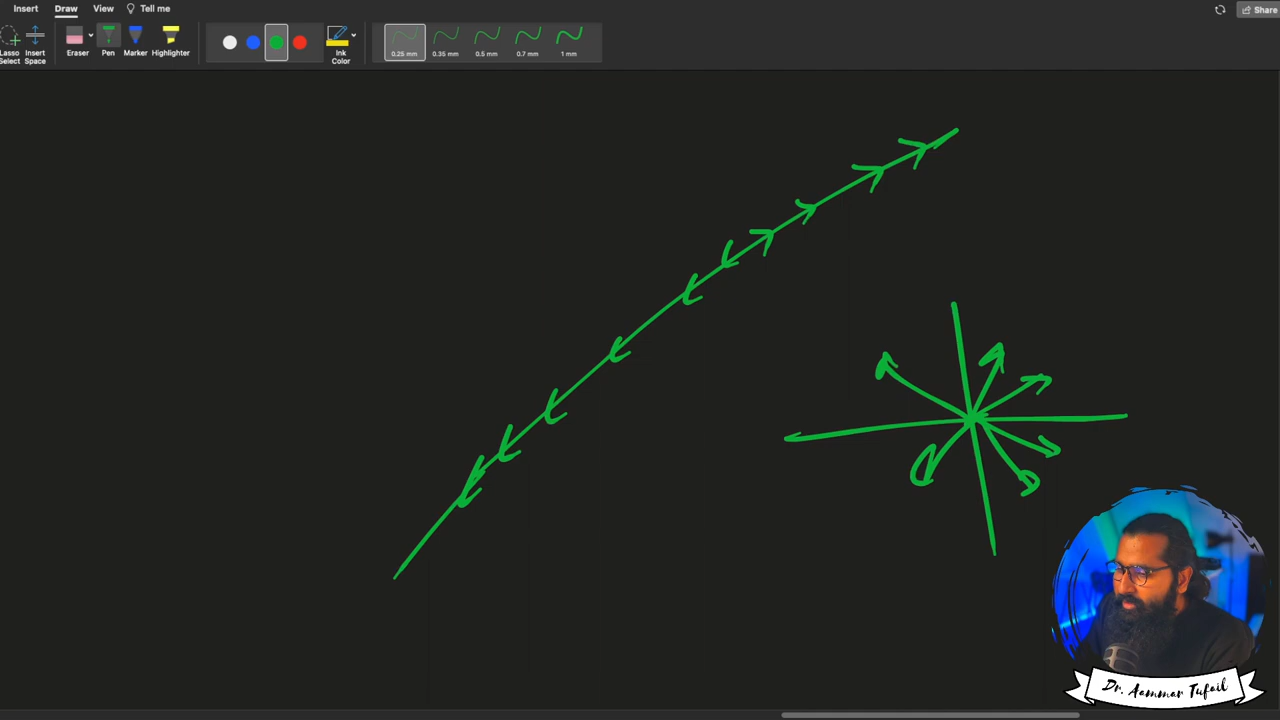 Insert Draw View Tell me Share
Lasso Select
Insert Space
Eraser
Pen
Marker
Highlighter
Ink Color
0.25 mm
0.35 mm
0.5 mm
0.7 mm
1 mm
Dr. Aammar Tufail